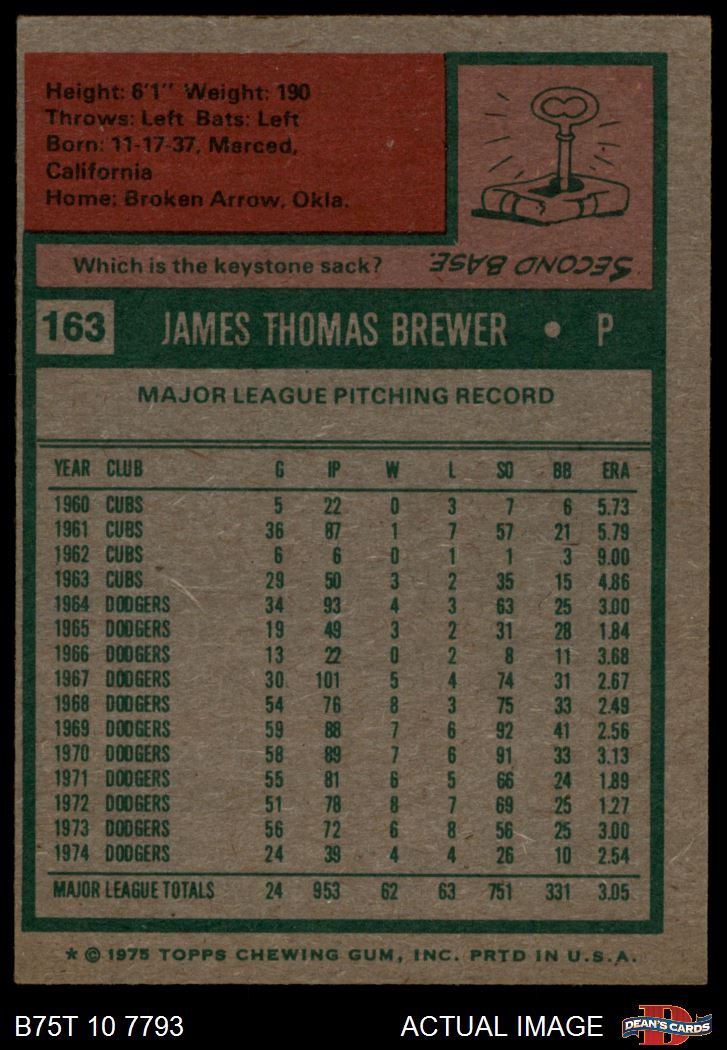 Height: 6'1" Weight: 190
Throws: Left Bats: Left
Born: 11-17-37, Merced,
California
Home: Broken Arrow, Okla.
Which is the keystone sack?
SECOND BASE.
163 JAMES THOMAS BREWER • P
MAJOR LEAGUE PITCHING RECORD
YEAR CLUB G IP W L SO BB ERA
1960 CUBS 5 22 0 3 7 6 5.73
1961 CUBS 36 87 1 7 57 21 5.79
1962 CUBS 6 6 0 1 1 3 9.00
1963 CUBS 29 50 3 2 35 15 4.86
1964 DODGERS 34 93 4 3 63 25 3.00
1965 DODGERS 19 49 3 2 31 28 1.84
1966 DODGERS 13 22 0 2 8 11 3.68
1967 DODGERS 30 101 5 4 74 31 2.67
1968 DODGERS 54 76 8 3 75 33 2.49
1969 DODGERS 59 88 7 6 92 41 2.56
1970 DODGERS 58 89 7 6 91 33 3.13
1971 DODGERS 55 81 6 5 66 24 1.89
1972 DODGERS 51 78 8 7 69 25 1.27
1973 DODGERS 56 72 6 8 56 25 3.00
1974 DODGERS 24 39 4 4 26 10 2.54
MAJOR LEAGUE TOTALS 24 953 62 63 751 331 3.05
* © 1975 TOPPS CHEWING GUM, INC. PRTD IN U.S.A.
B75T 10 7793 ACTUAL IMAGE D DEAN'S CARDS